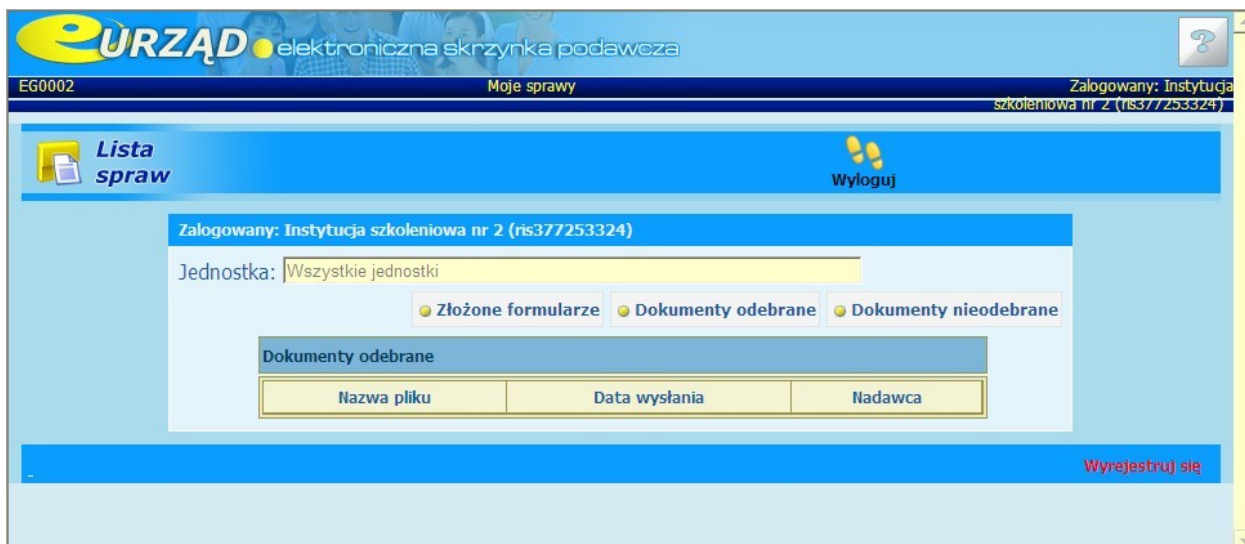 eURZĄD elektroniczna skrzynka podawcza
?
EG0002 Moje sprawy Zalogowany: Instytucja
szkoleniowa nr 2 (ris377253324)
Lista
spraw
Wyloguj
Zalogowany: Instytucja szkoleniowa nr 2 (ris377253324)
Jednostka: Wszystkie jednostki
Złożone formularze Dokumenty odebrane Dokumenty nieodebrane
Dokumenty odebrane
Nazwa pliku Data wysłania Nadawca
Wyrejestruj się